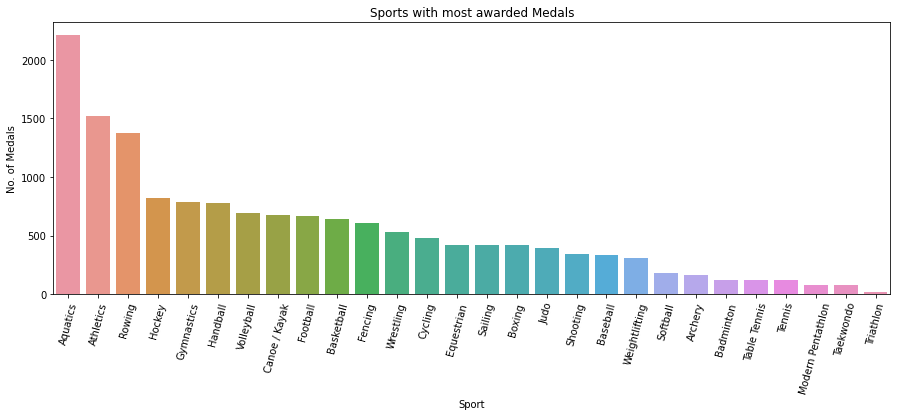 Sports with most awarded Medals
No. of Medals
2000
1500
1000
500
0
Aquatics
Athletics
Rowing
Hockey
Gymnastics
Handball
Volleyball
Canoe / Kayak
Football
Basketball
Fencing
Wrestling
Cycling
Equestrian
Sailing
Boxing
Judo
Shooting
Baseball
Weightlifting
Softball
Archery
Badminton
Table Tennis
Tennis
Modern Pentathlon
Taekwondo
Triathlon
Sport